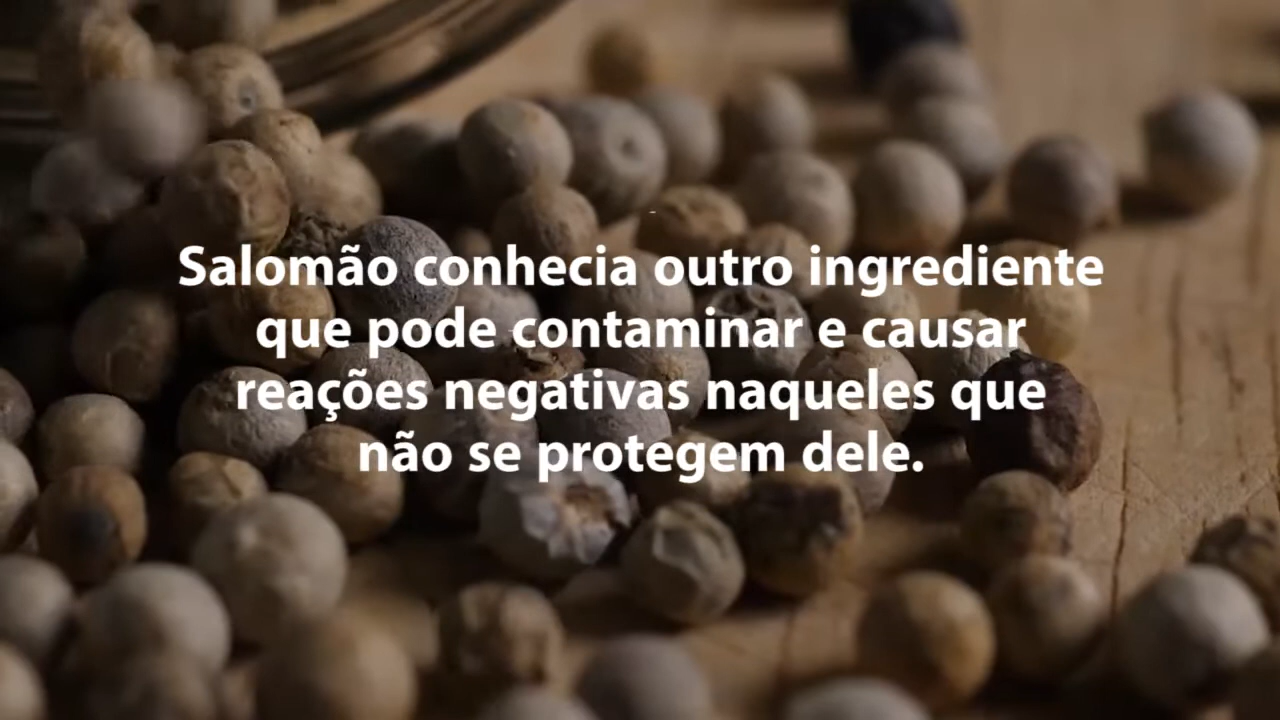 Salomão conhecia outro ingrediente
que pode contaminar e causar
reações negativas naqueles que
não se protegem dele.